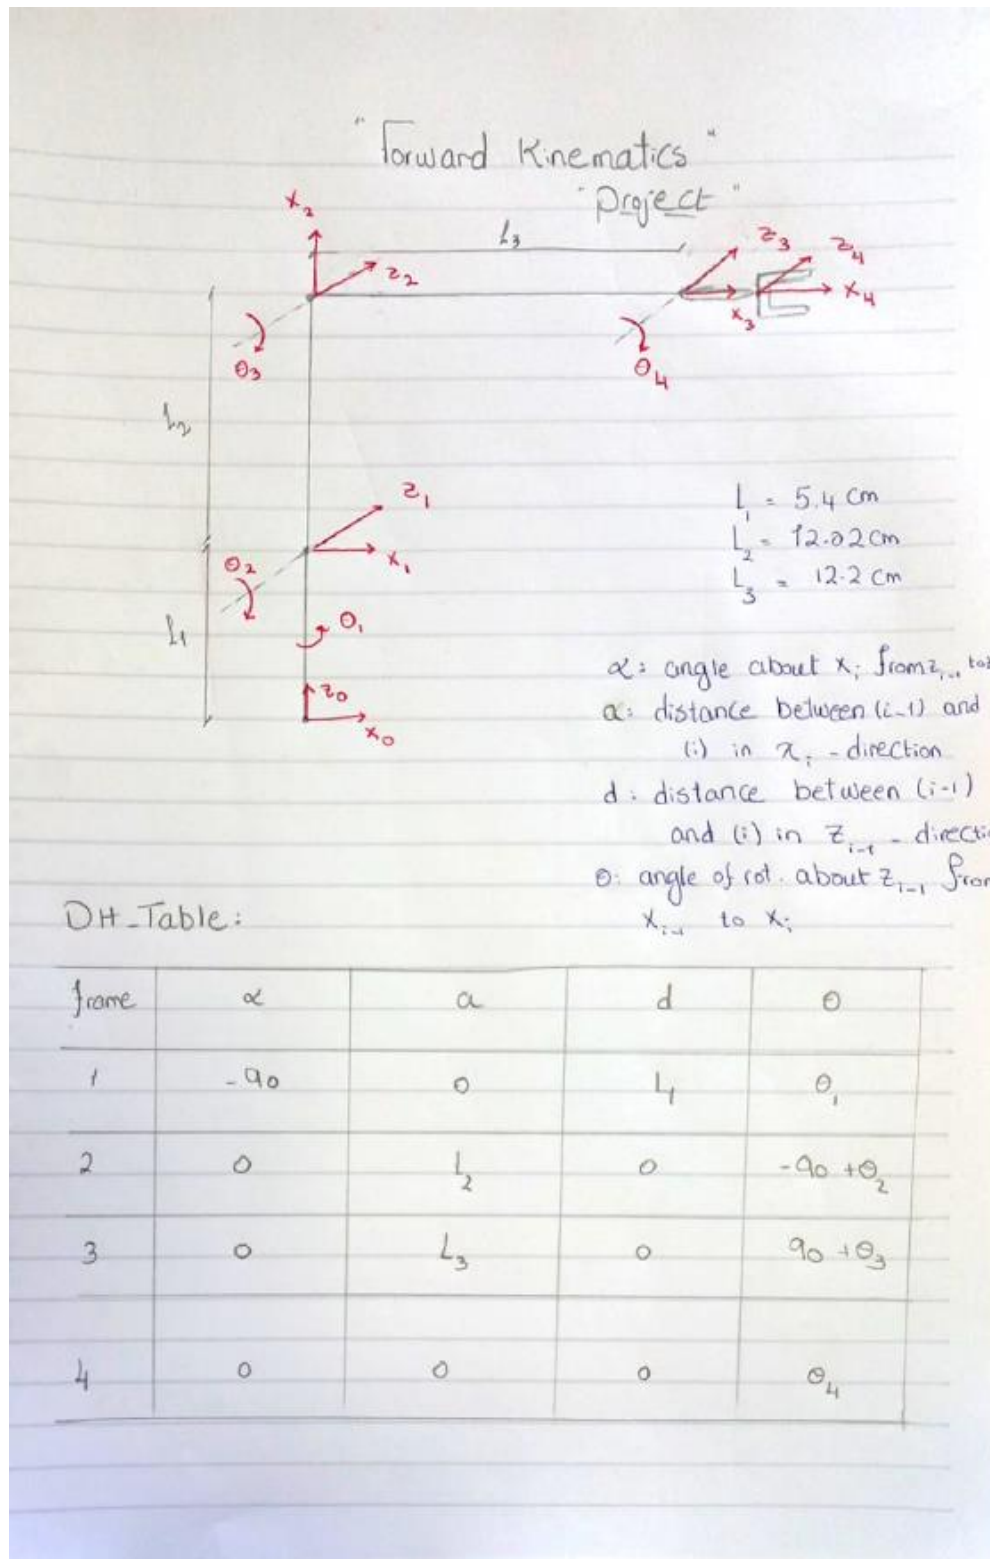 "Forward Kinematics"
"Project"
x₂
L₃
z₃
z₄
z₂
x₄
x₃
θ₃
θ₄
L₂
z₁
L₁ = 5.4 cm
x₁
L₂ = 12.02 cm
θ₂
L₃ = 12.2 cm
L₁
θ₁
α: angle about xᵢ from zᵢ₋₁ to
z₀
a: distance between (i-1) and
x₀
(i) in xᵢ - direction
d: distance between (i-1)
and (i) in zᵢ₋₁ - directi
θ: angle of rot. about zᵢ₋₁ from
DH-Table:
xᵢ₋₁ to xᵢ
frame α a d θ
1 -90 0 L₁ θ₁
2 0 L₂ 0 -90 + θ₂
3 0 L₃ 0 90 + θ₃
4 0 0 0 θ₄